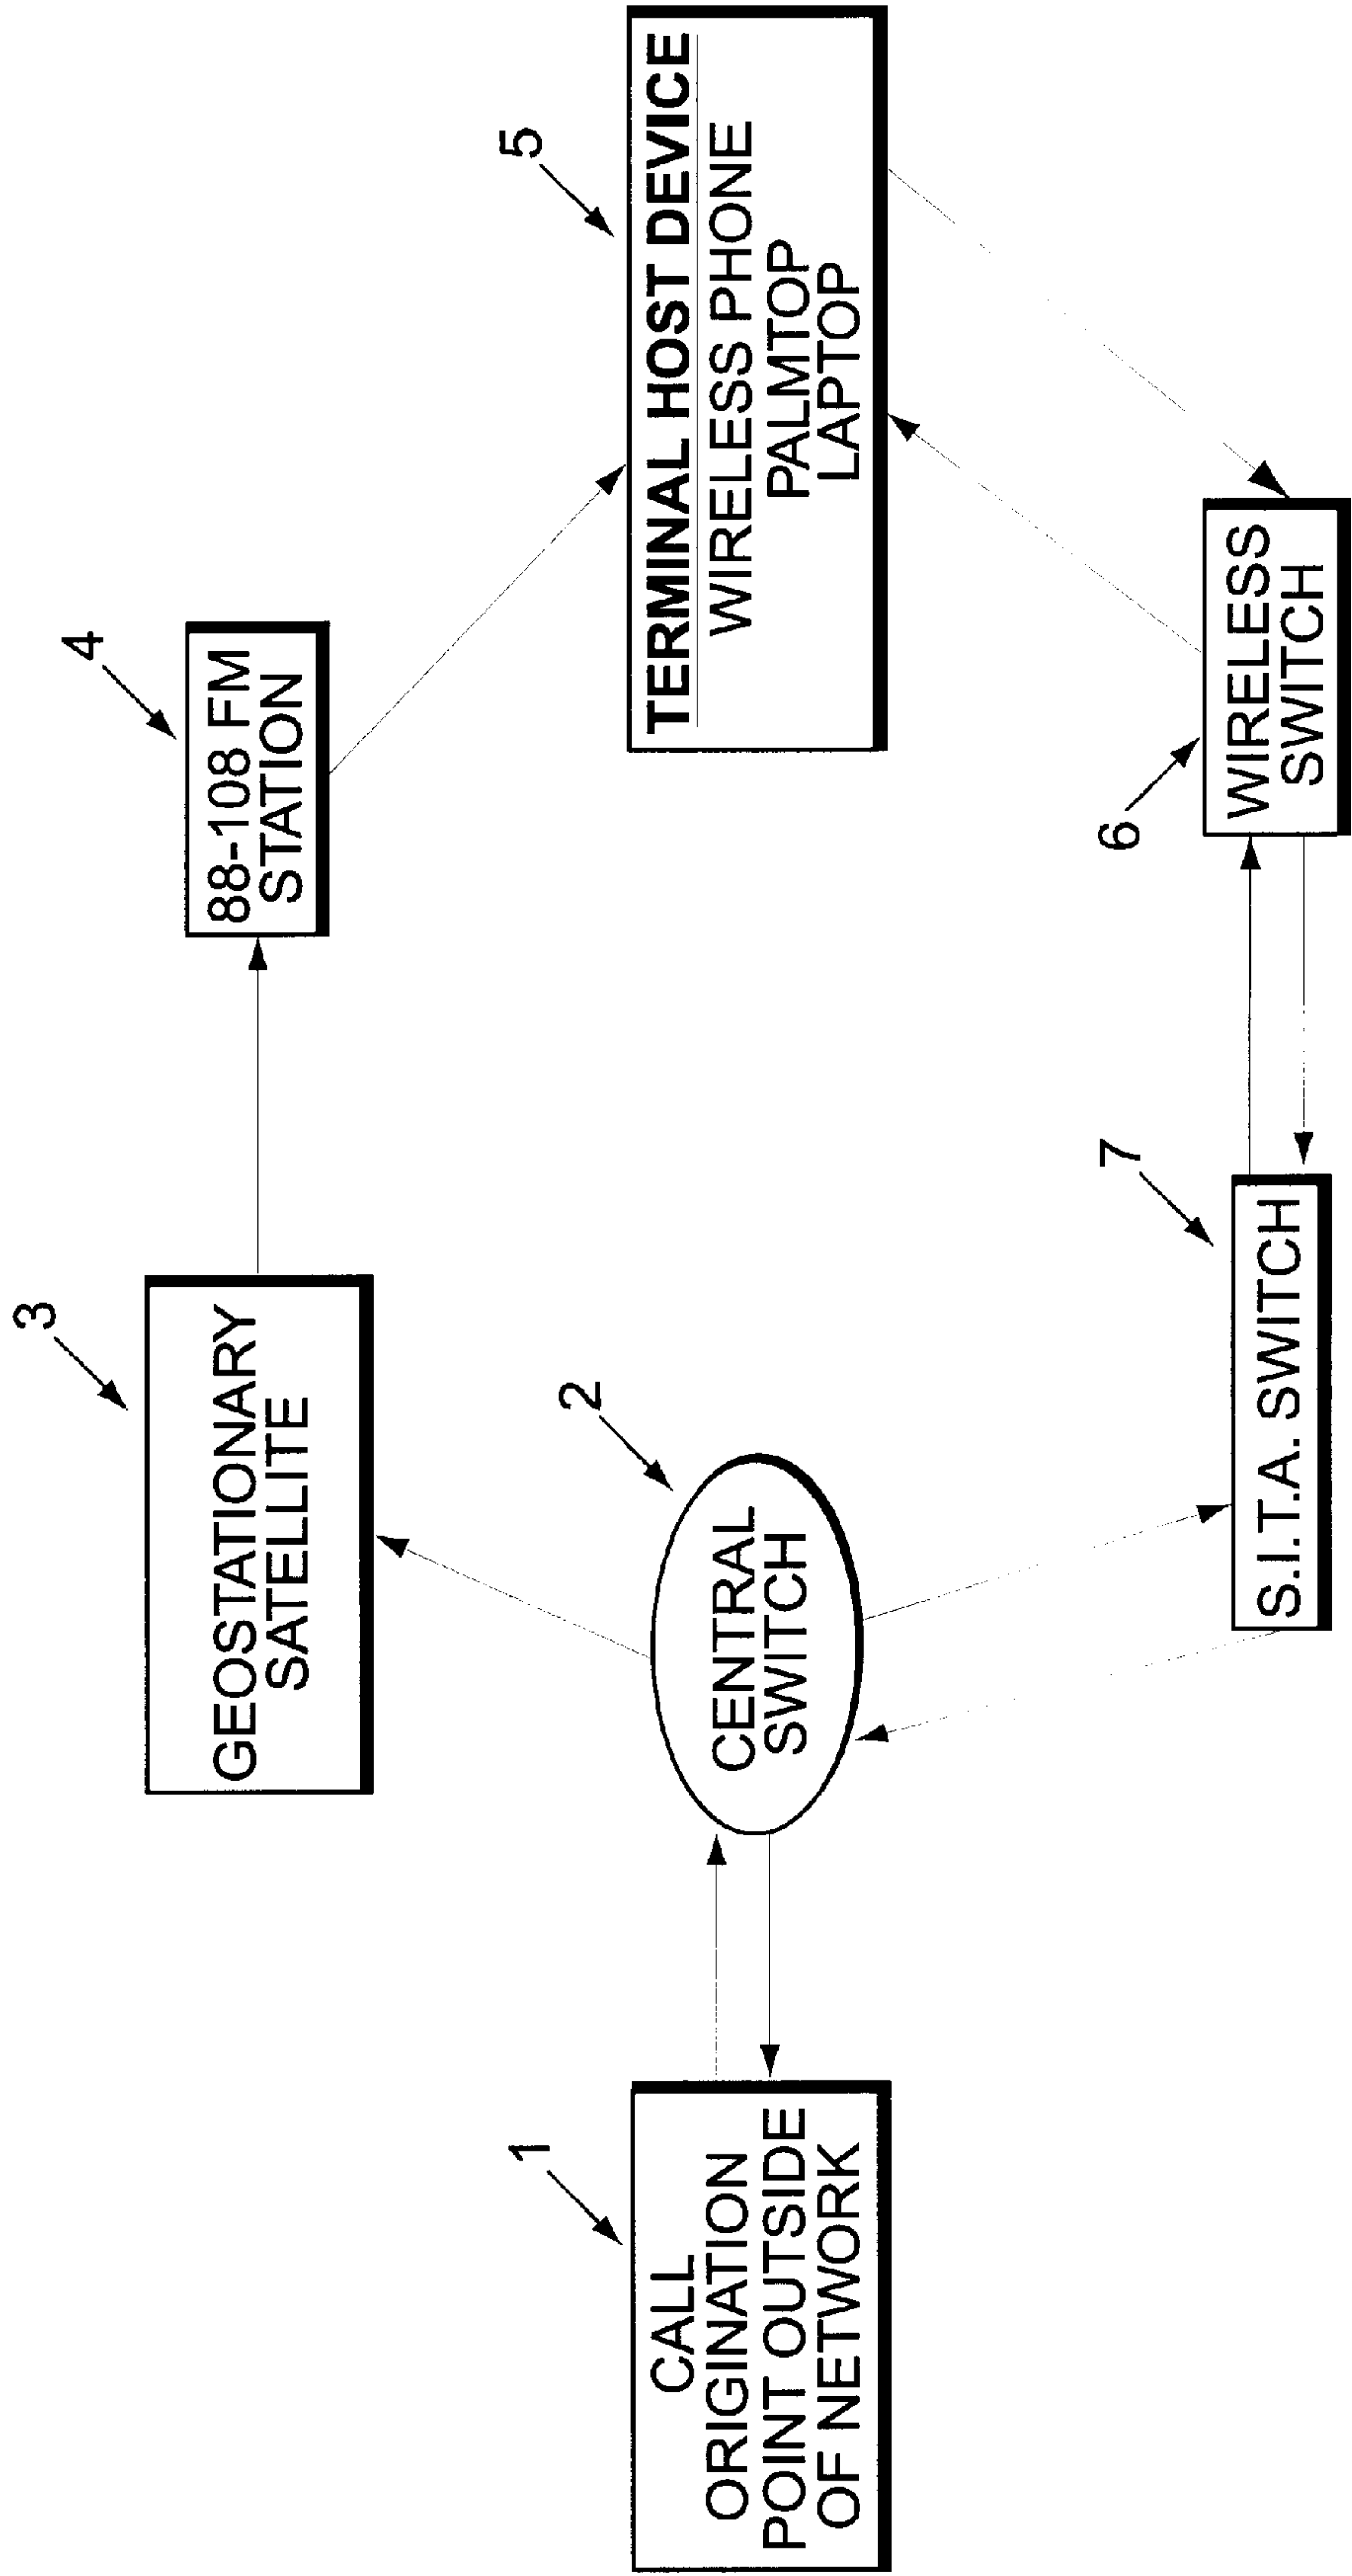 1
CALL
ORIGINATION
POINT OUTSIDE
OF NETWORK
2
CENTRAL
SWITCH
3
GEOSTATIONARY
SATELLITE
4
88-108 FM
STATION
5
TERMINAL HOST DEVICE
WIRELESS PHONE
PALMTOP
LAPTOP
6
WIRELESS
SWITCH
7
S.I.T.A. SWITCH